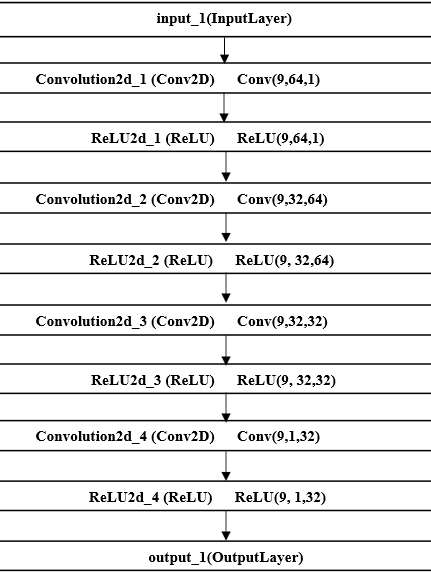 input_1(InputLayer)
Convolution2d_1 (Conv2D) Conv(9,64,1)
ReLU2d_1 (ReLU) ReLU(9,64,1)
Convolution2d_2 (Conv2D) Conv(9,32,64)
ReLU2d_2 (ReLU) ReLU(9, 32,64)
Convolution2d_3 (Conv2D) Conv(9,32,32)
ReLU2d_3 (ReLU) ReLU(9, 32,32)
Convolution2d_4 (Conv2D) Conv(9,1,32)
ReLU2d_4 (ReLU) ReLU(9, 1,32)
output_1(OutputLayer)